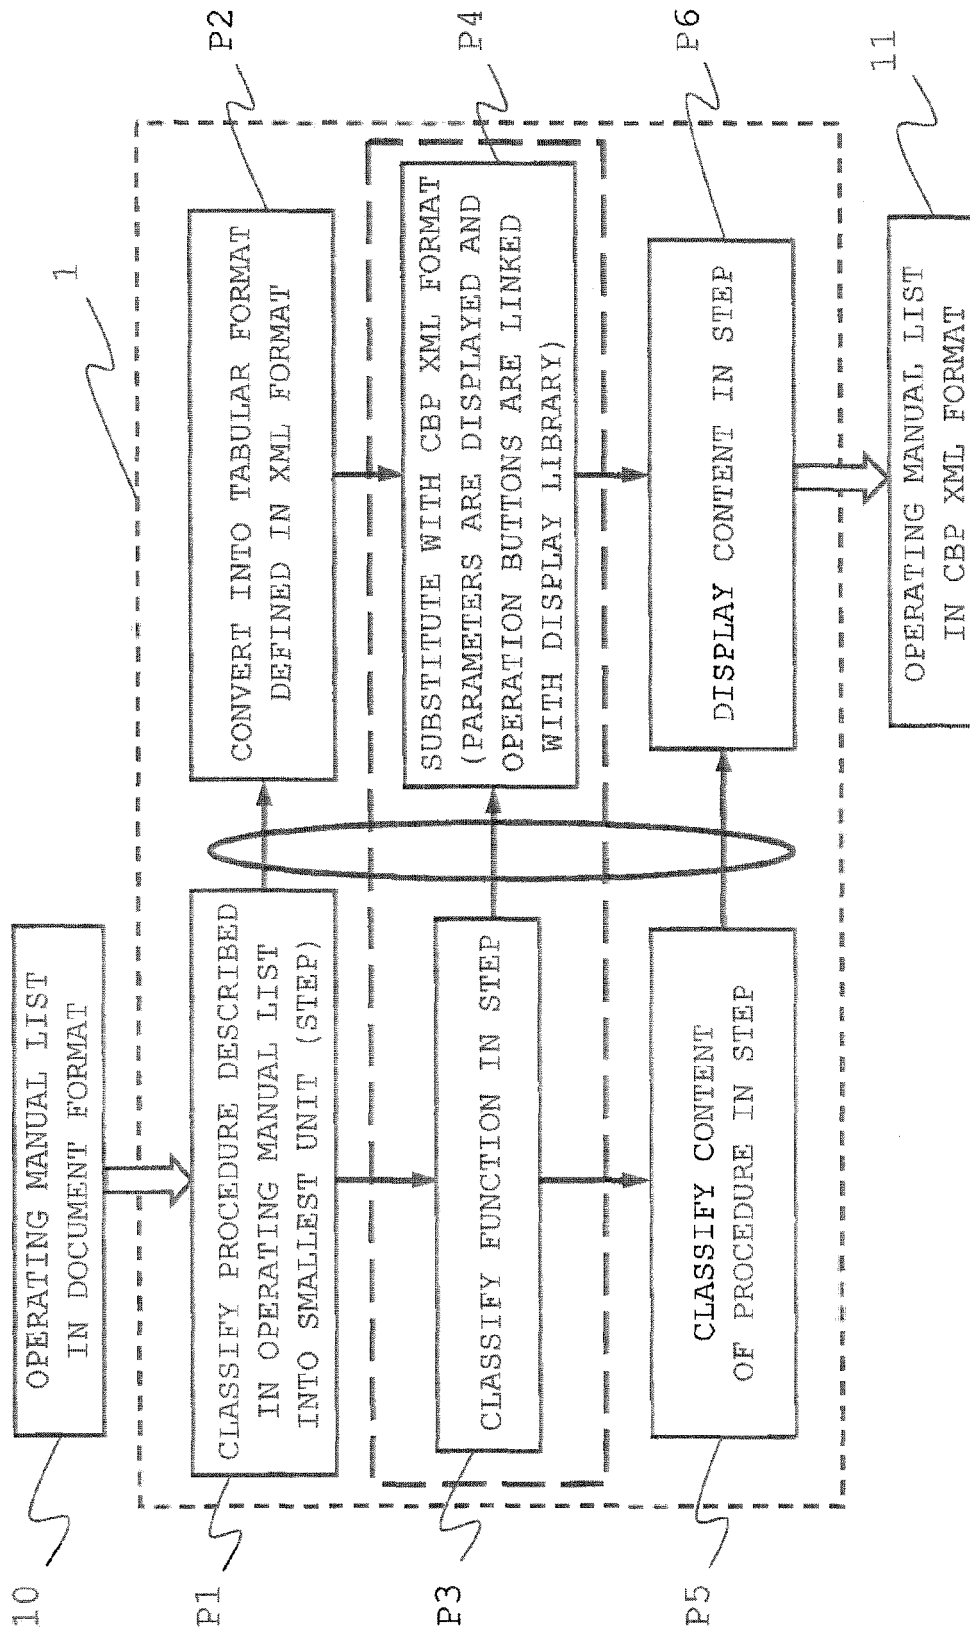 10
OPERATING MANUAL LIST
IN DOCUMENT FORMAT
1
P1
CLASSIFY PROCEDURE DESCRIBED
IN OPERATING MANUAL LIST
INTO SMALLEST UNIT (STEP)
P2
CONVERT INTO TABULAR FORMAT
DEFINED IN XML FORMAT
P3
CLASSIFY FUNCTION IN STEP
P4
SUBSTITUTE WITH CBP XML FORMAT
(PARAMETERS ARE DISPLAYED AND
OPERATION BUTTONS ARE LINKED
WITH DISPLAY LIBRARY)
P5
CLASSIFY CONTENT
OF PROCEDURE IN STEP
P6
DISPLAY CONTENT IN STEP
11
OPERATING MANUAL LIST
IN CBP XML FORMAT